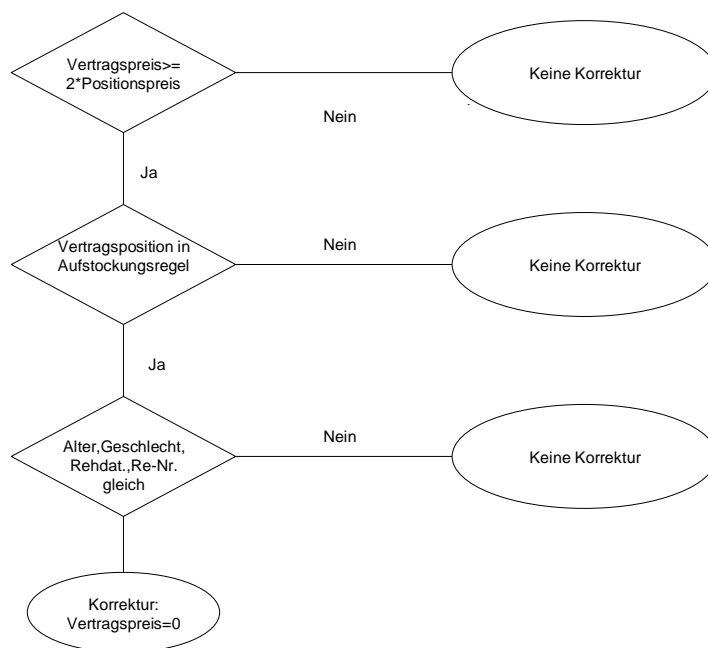 Vertragspreis>=
2*Positionspreis
Keine Korrektur
Nein
Ja
Vertragsposition in
Aufstockungsregel
Nein
Keine Korrektur
Ja
Alter,Geschlecht,
Rehdat.,Re-Nr.
gleich
Nein
Keine Korrektur
Korrektur:
Vertragspreis=0